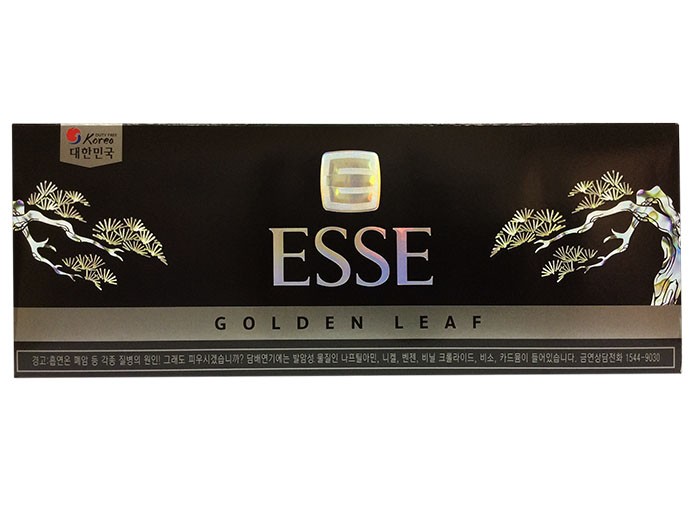 DUTY FREE
Korea
대한민국
ESSE
GOLDEN LEAF
경고:흡연은 폐암 등 각종 질병의 원인! 그래도 피우시겠습니까? 담배연기에는 발암성 물질인 나프틸아민, 니켈, 벤젠, 비닐 크롤라이드, 비소, 카드뮴이 들어있습니다. 금연상담전화 1544-9030